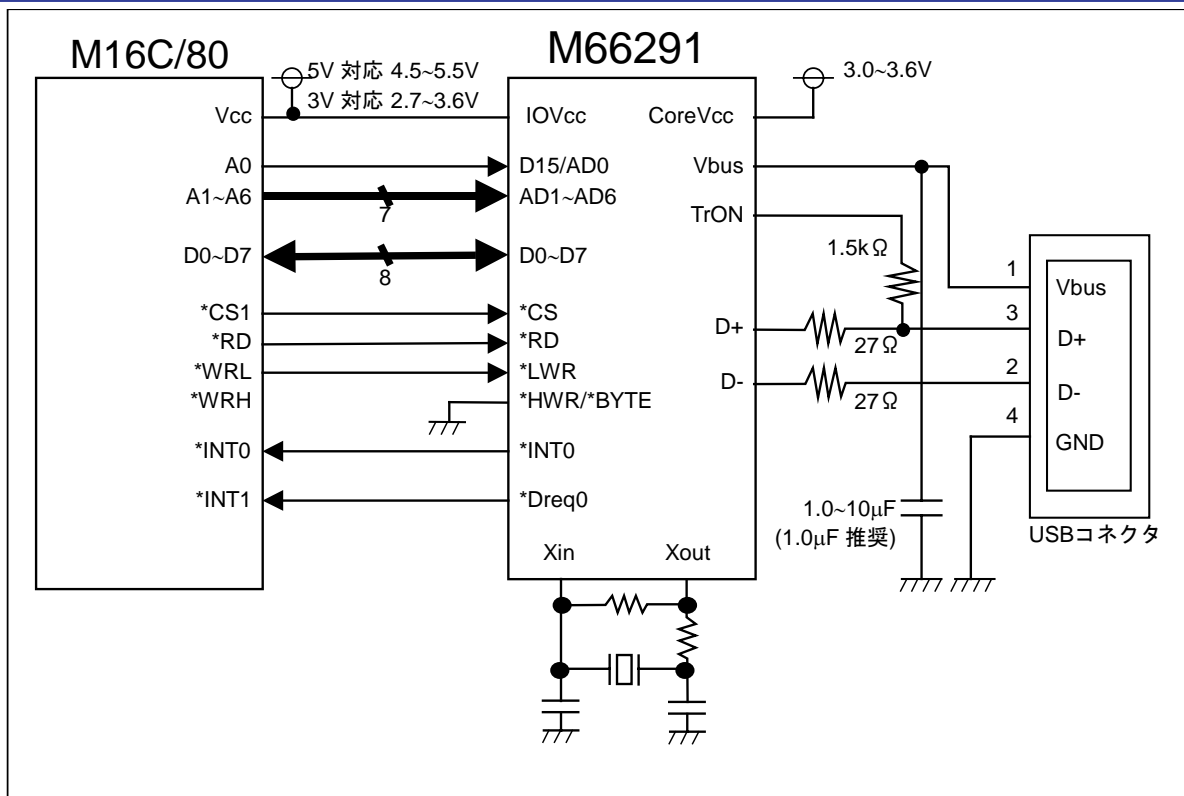 M16C/80
M66291
5V 対応 4.5~5.5V
3V 対応 2.7~3.6V
3.0~3.6V
Vcc
IOVcc
CoreVcc
A0
D15/AD0
Vbus
A1~A6
7
AD1~AD6
TrON
1.5kΩ
D0~D7
8
D0~D7
*CS1
*CS
*RD
*RD
*WRL
*LWR
*WRH
*HWR/*BYTE
*INT0
*INT0
*INT1
*Dreq0
D+
27Ω
D-
27Ω
1
Vbus
3
D+
2
D-
4
GND
USBコネクタ
1.0~10µF
(1.0µF 推奨)
Xin
Xout